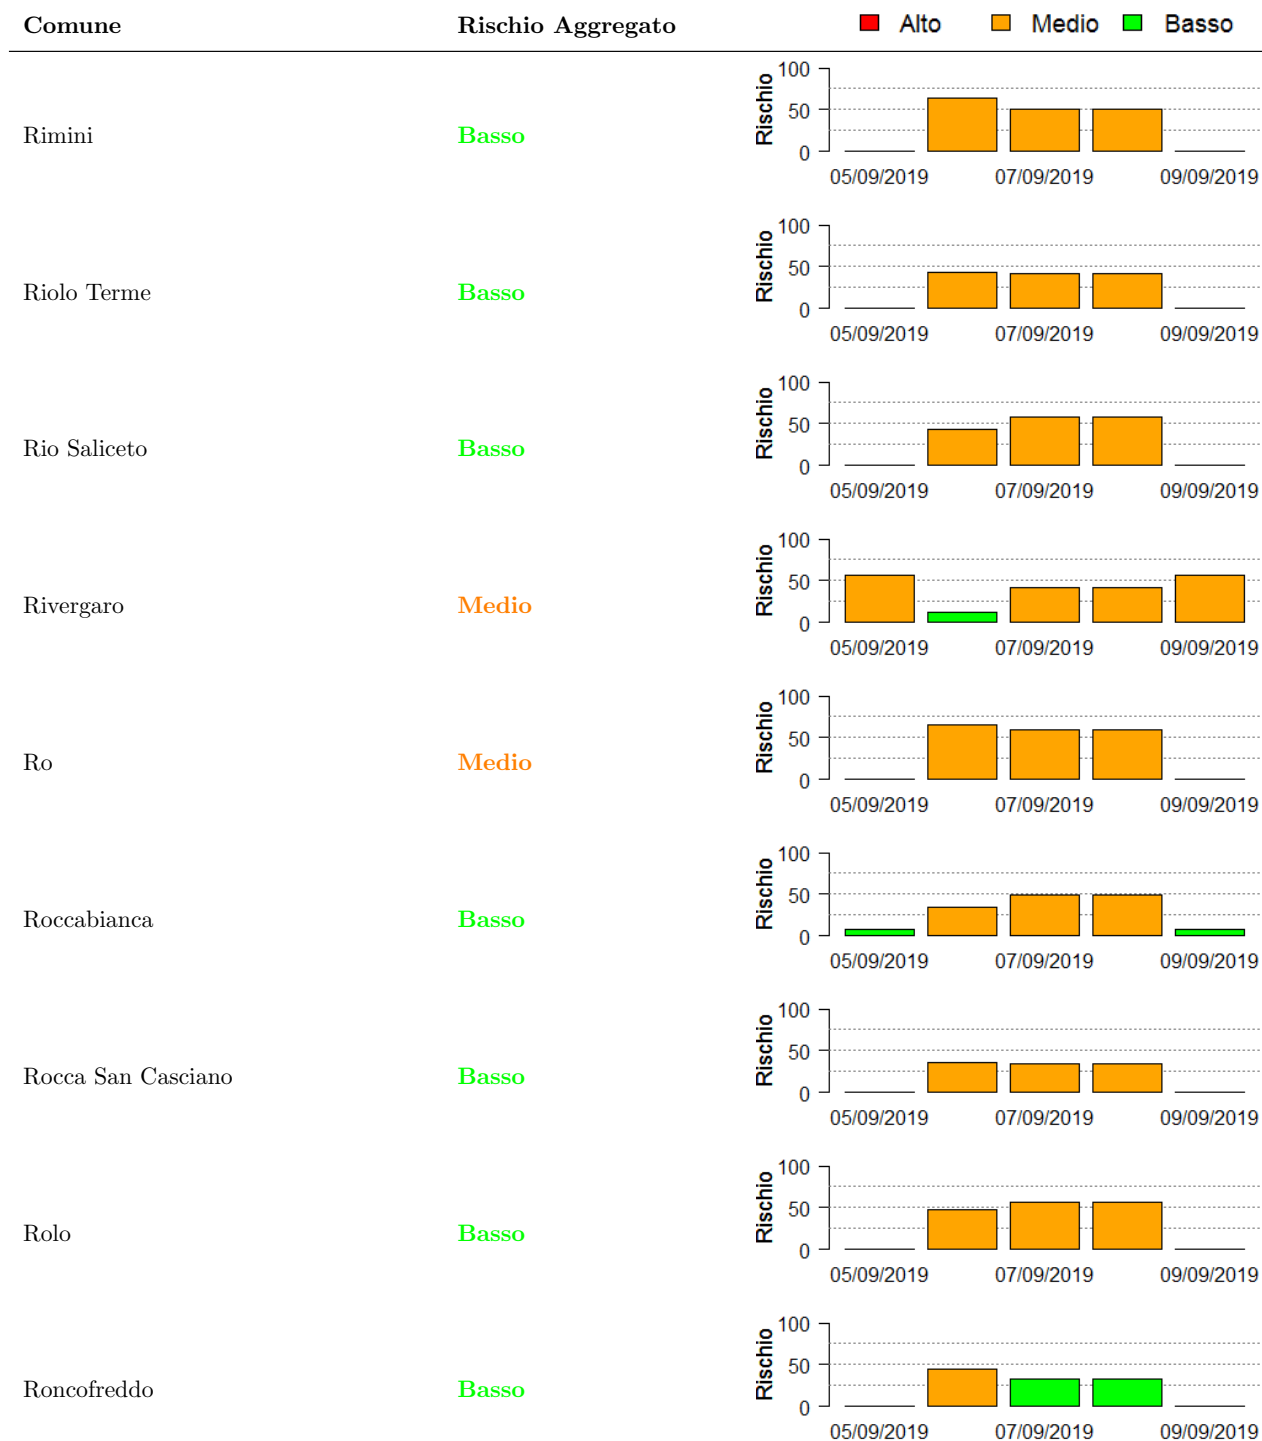 Comune Rischio Aggregato Alto Medio Basso
Rimini Basso
Rischio
100
50
0
05/09/2019 07/09/2019 09/09/2019
Riolo Terme Basso
Rischio
100
50
0
05/09/2019 07/09/2019 09/09/2019
Rio Saliceto Basso
Rischio
100
50
0
05/09/2019 07/09/2019 09/09/2019
Rivergaro Medio
Rischio
100
50
0
05/09/2019 07/09/2019 09/09/2019
Ro Medio
Rischio
100
50
0
05/09/2019 07/09/2019 09/09/2019
Roccabianca Basso
Rischio
100
50
0
05/09/2019 07/09/2019 09/09/2019
Rocca San Casciano Basso
Rischio
100
50
0
05/09/2019 07/09/2019 09/09/2019
Rolo Basso
Rischio
100
50
0
05/09/2019 07/09/2019 09/09/2019
Roncofreddo Basso
Rischio
100
50
0
05/09/2019 07/09/2019 09/09/2019